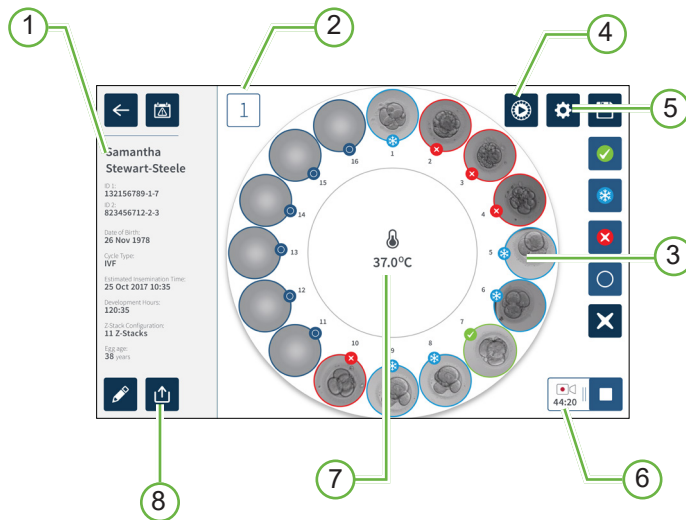 1
2
4
5
1
Samantha
Stewart-Steele
ID 1:
132156789-1-7
ID 2:
823456712-2-3
Date of Birth:
26 Nov 1978
Cycle Type:
IVF
Estimated Insemination Time:
25 Oct 2017 10:35
Development Hours:
120:35
Z-Stack Configuration:
11 Z-Stacks
Egg age:
38 years
16
1
2
15
3
14
4
13
37.0°C
5
3
12
6
11
7
10
9
8
44:20
8
7
6